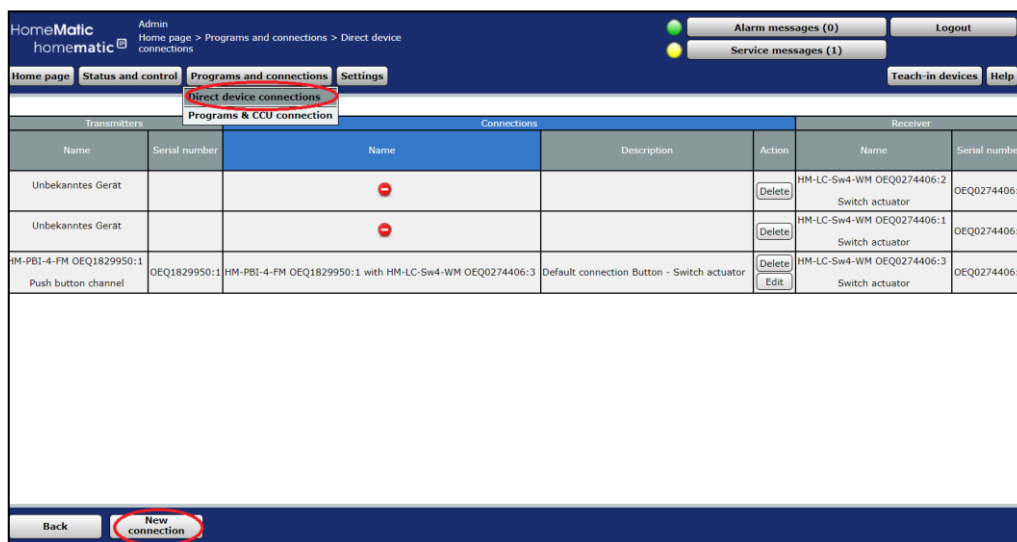 HomeMatic
homematic IP
Admin
Home page > Programs and connections > Direct device
connections
Alarm messages (0)
Logout
Service messages (1)
Home page
Status and control
Programs and connections
Settings
Teach-in devices
Help
Direct device connections
Programs & CCU connection
Transmitters
Connections
Receiver
Name
Serial number
Name
Description
Action
Name
Serial numbe
Unbekanntes Gerät
Delete
HM-LC-Sw4-WM OEQ0274406:2
Switch actuator
OEQ0274406:
Unbekanntes Gerät
Delete
HM-LC-Sw4-WM OEQ0274406:1
Switch actuator
OEQ0274406:
HM-PBI-4-FM OEQ1829950:1
Push button channel
OEQ1829950:1
HM-PBI-4-FM OEQ1829950:1 with HM-LC-Sw4-WM OEQ0274406:3
Default connection Button - Switch actuator
Delete
Edit
HM-LC-Sw4-WM OEQ0274406:3
Switch actuator
OEQ0274406:
Back
New
connection